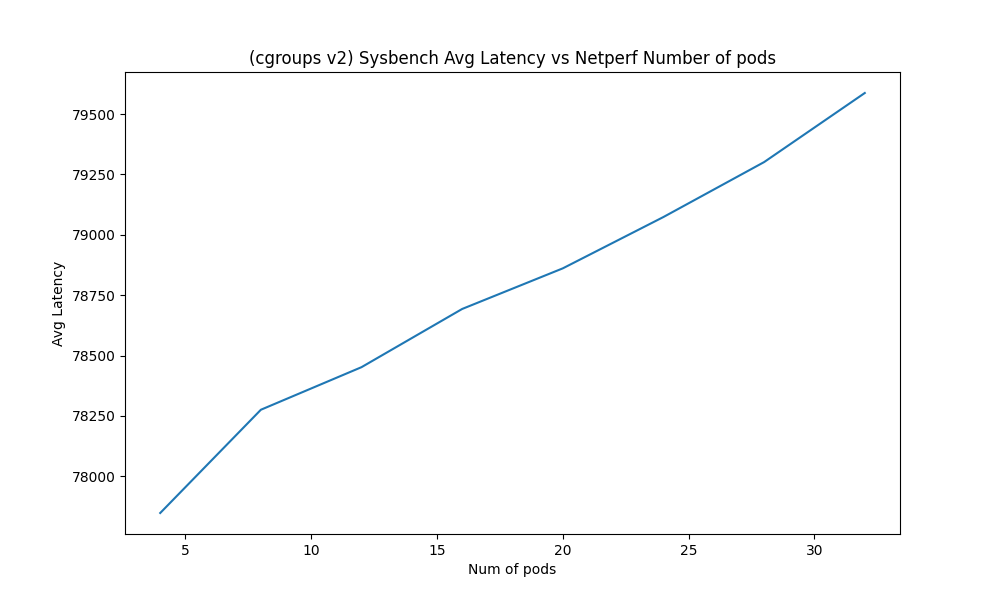 (cgroups v2) Sysbench Avg Latency vs Netperf Number of pods
79500
79250
79000
78750
78500
78250
78000
Avg Latency
5 10 15 20 25 30
Num of pods